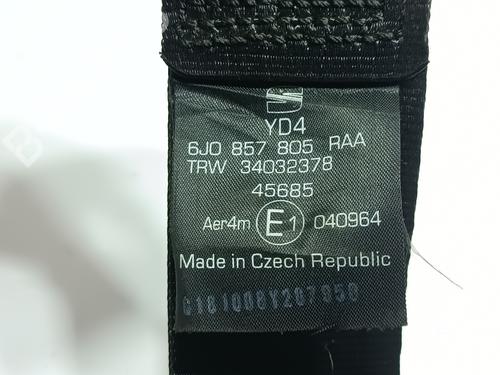 YD4
6J0 857 805 RAA
TRW 34032378
45685
Aer4m E1 040964
Made in Czech Republic